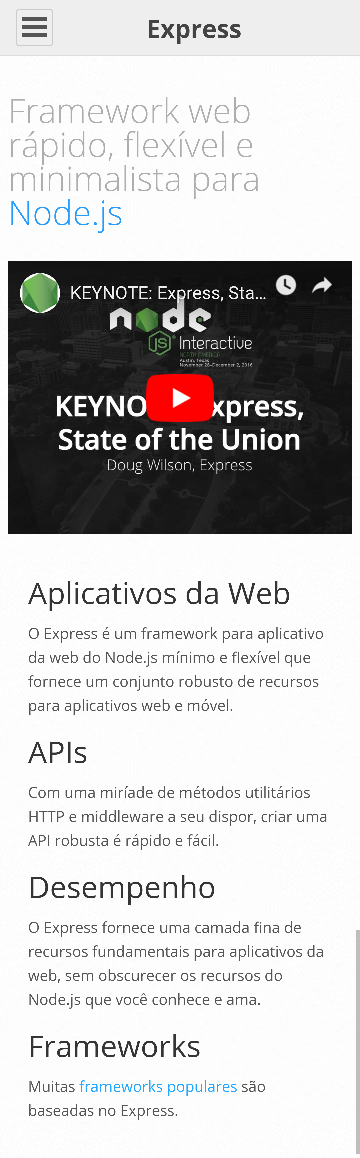 Express
Framework web
rápido, flexível e
minimalista para
Node.js
KEYNOTE: Express, Sta...
node
JS Interactive
NORTH AMERICA
Austin, Texas
November 28-December 2, 2016
KEYNO xpress,
State of the Union
Doug Wilson, Express
Aplicativos da Web
O Express é um framework para aplicativo
da web do Node.js mínimo e flexível que
fornece um conjunto robusto de recursos
para aplicativos web e móvel.
APIs
Com uma miríade de métodos utilitários
HTTP e middleware a seu dispor, criar uma
API robusta é rápido e fácil.
Desempenho
O Express fornece uma camada fina de
recursos fundamentais para aplicativos da
web, sem obscurecer os recursos do
Node.js que você conhece e ama.
Frameworks
Muitas frameworks populares são
baseadas no Express.